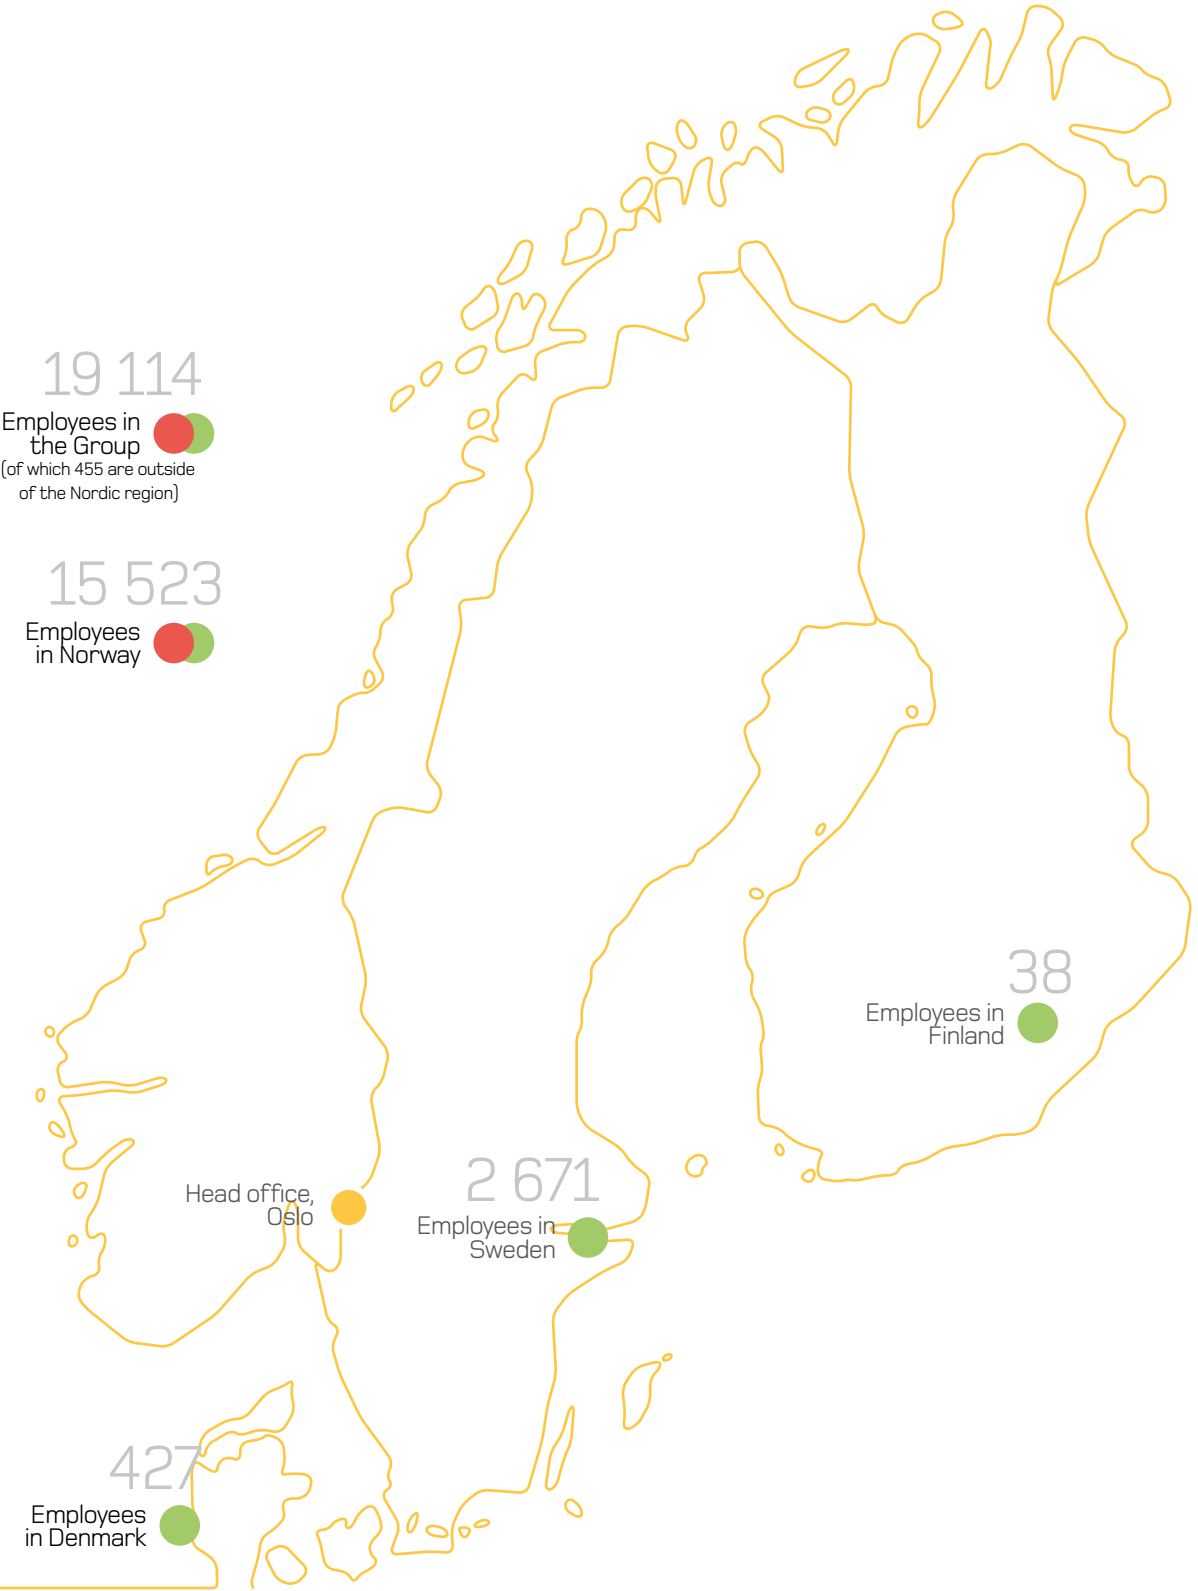 19 114
Employees in
the Group
(of which 455 are outside
of the Nordic region)
15 523
Employees
in Norway
38
Employees in
Finland
2 671
Employees in
Sweden
Head office,
Oslo
427
Employees
in Denmark